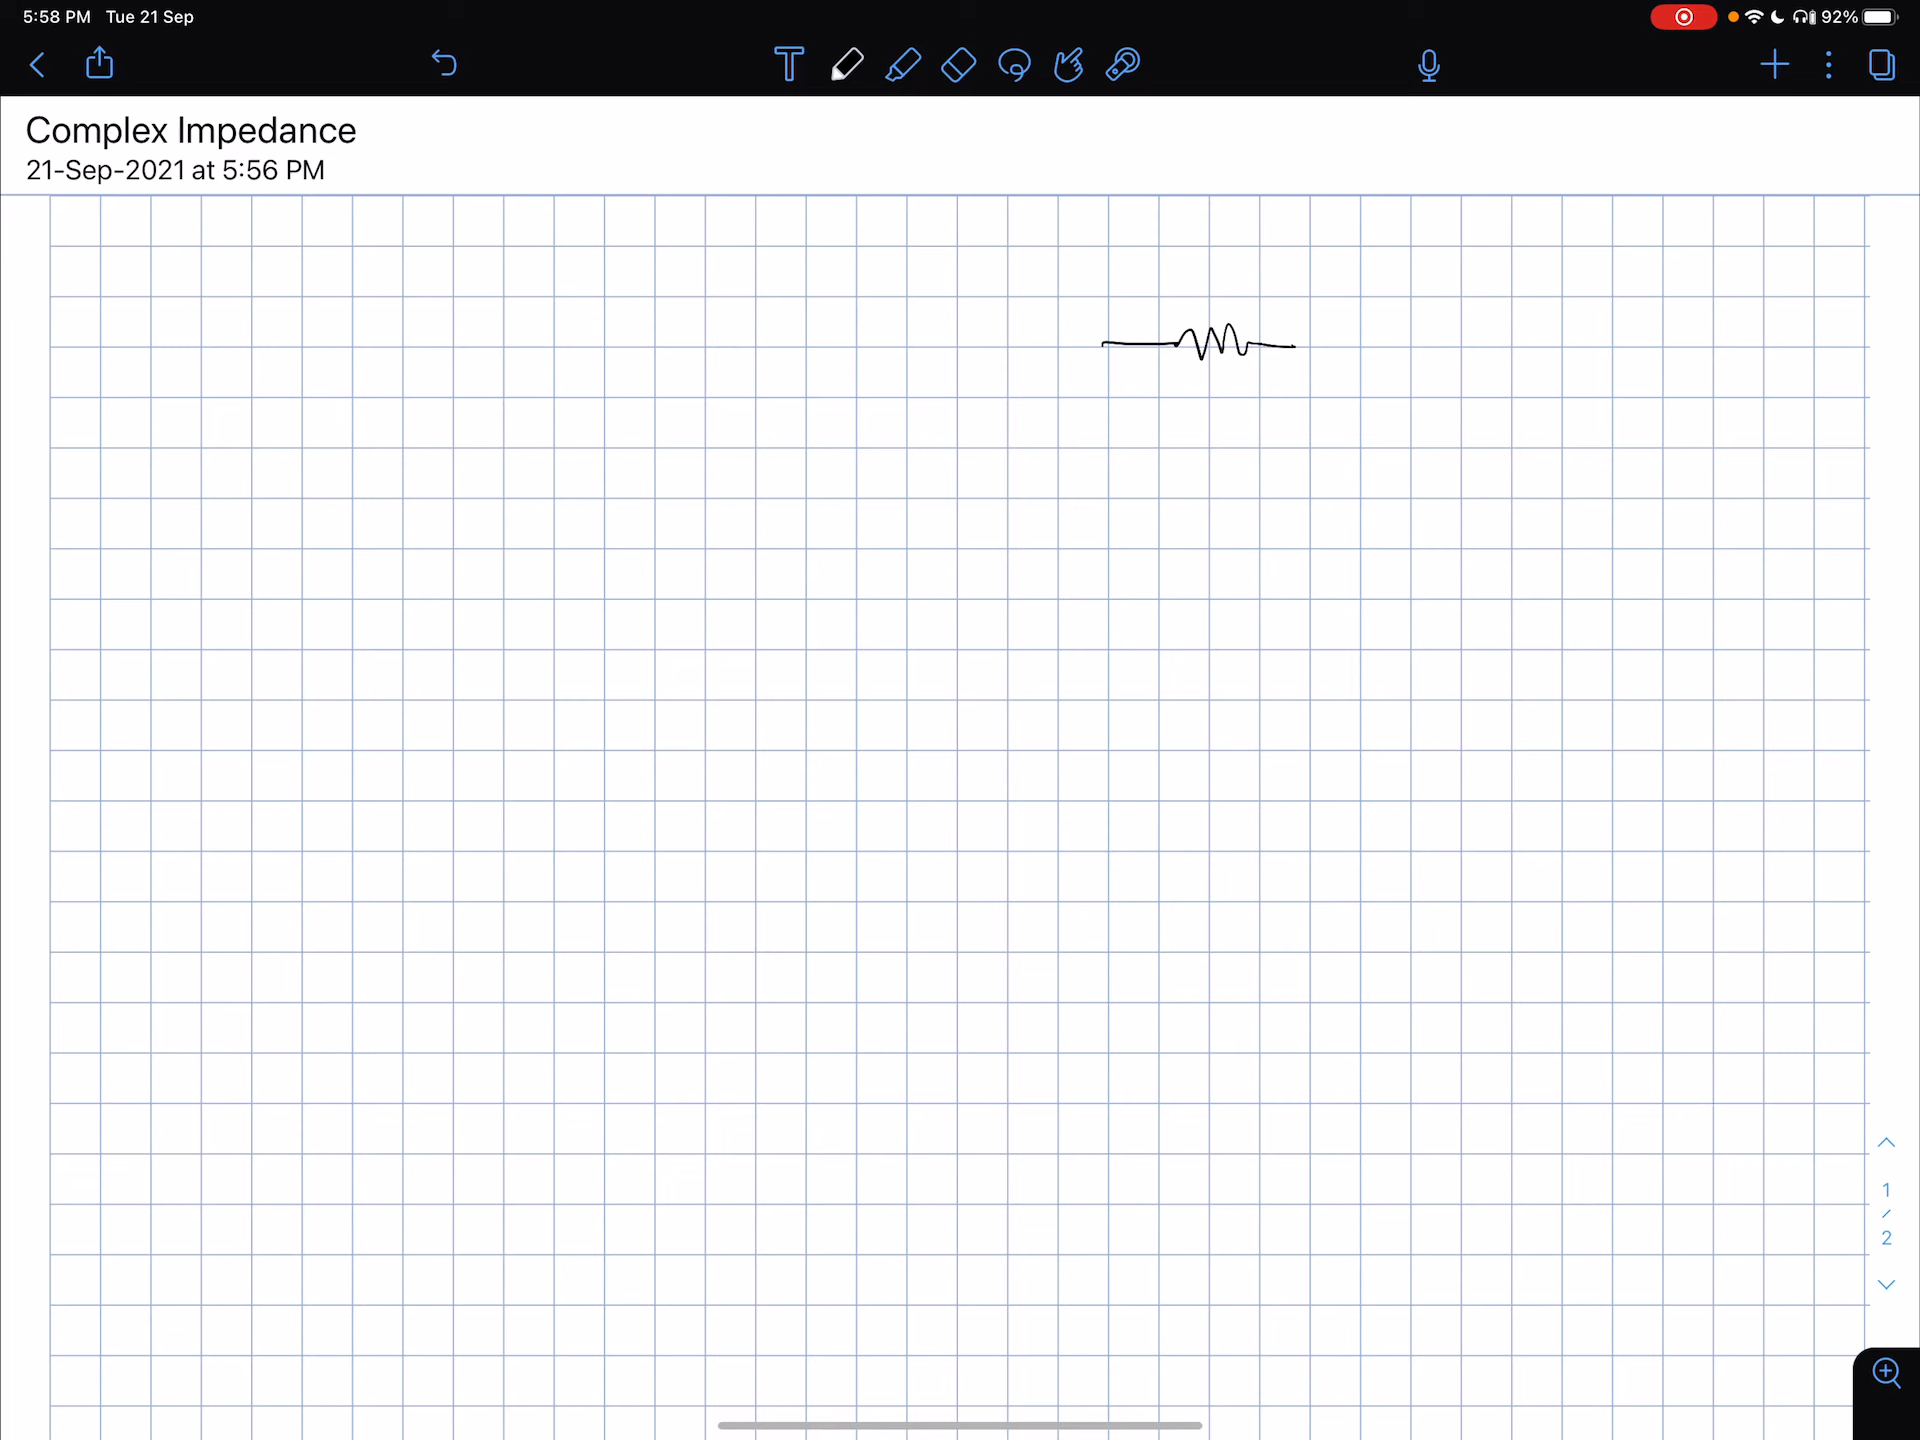 5:58 PM Tue 21 Sep
92%
Complex Impedance
21-Sep-2021 at 5:56 PM
1
/
2